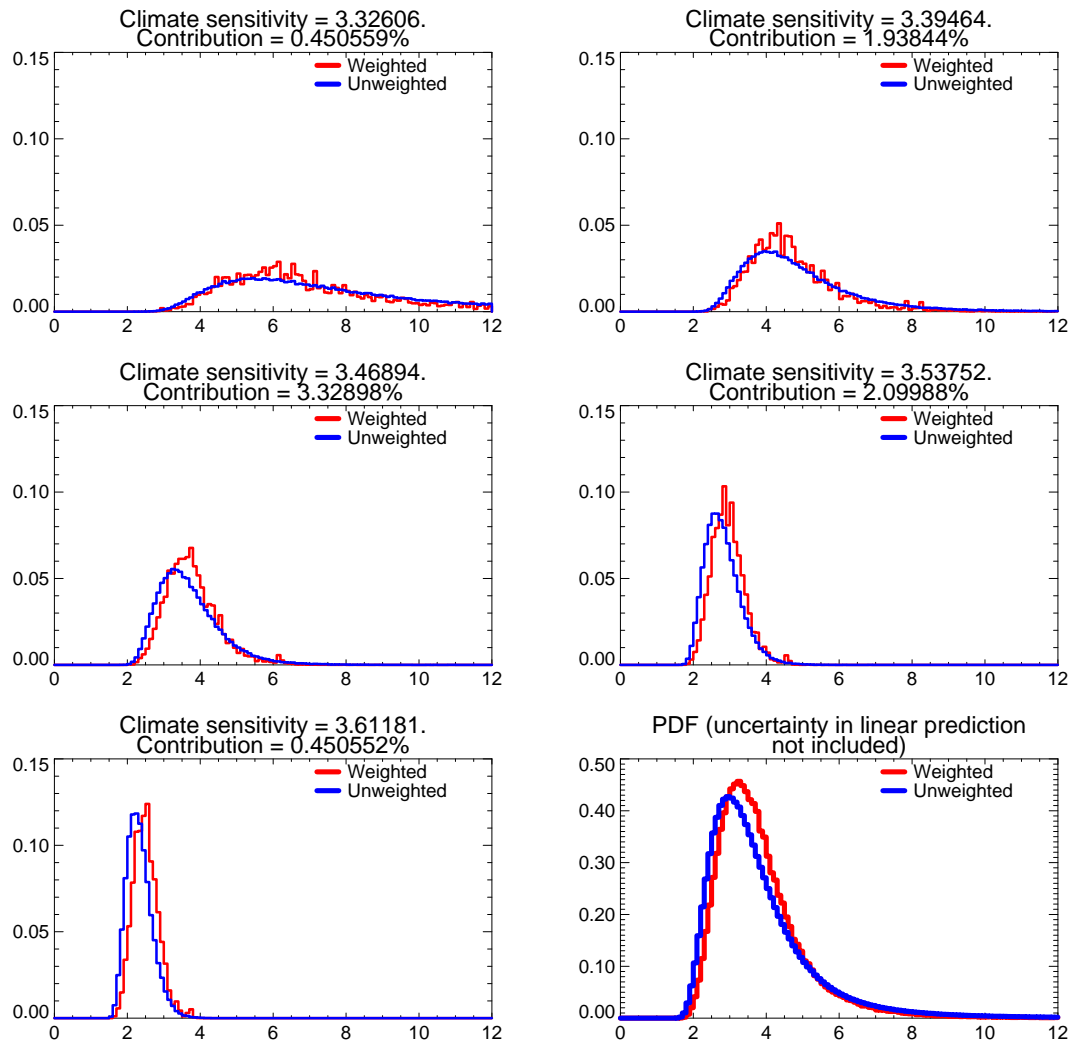 Climate sensitivity = 3.32606.
Contribution = 0.450559%
0.15
0.10
0.05
0.00
Weighted
Unweighted
0 2 4 6 8 10 12
Climate sensitivity = 3.39464.
Contribution = 1.93844%
0.15
0.10
0.05
0.00
Weighted
Unweighted
0 2 4 6 8 10 12
Climate sensitivity = 3.46894.
Contribution = 3.32898%
0.15
0.10
0.05
0.00
Weighted
Unweighted
0 2 4 6 8 10 12
Climate sensitivity = 3.53752.
Contribution = 2.09988%
0.15
0.10
0.05
0.00
Weighted
Unweighted
0 2 4 6 8 10 12
Climate sensitivity = 3.61181.
Contribution = 0.450552%
0.15
0.10
0.05
0.00
Weighted
Unweighted
0 2 4 6 8 10 12
PDF (uncertainty in linear prediction
not included)
0.50
0.40
0.30
0.20
0.10
0.00
Weighted
Unweighted
0 2 4 6 8 10 12